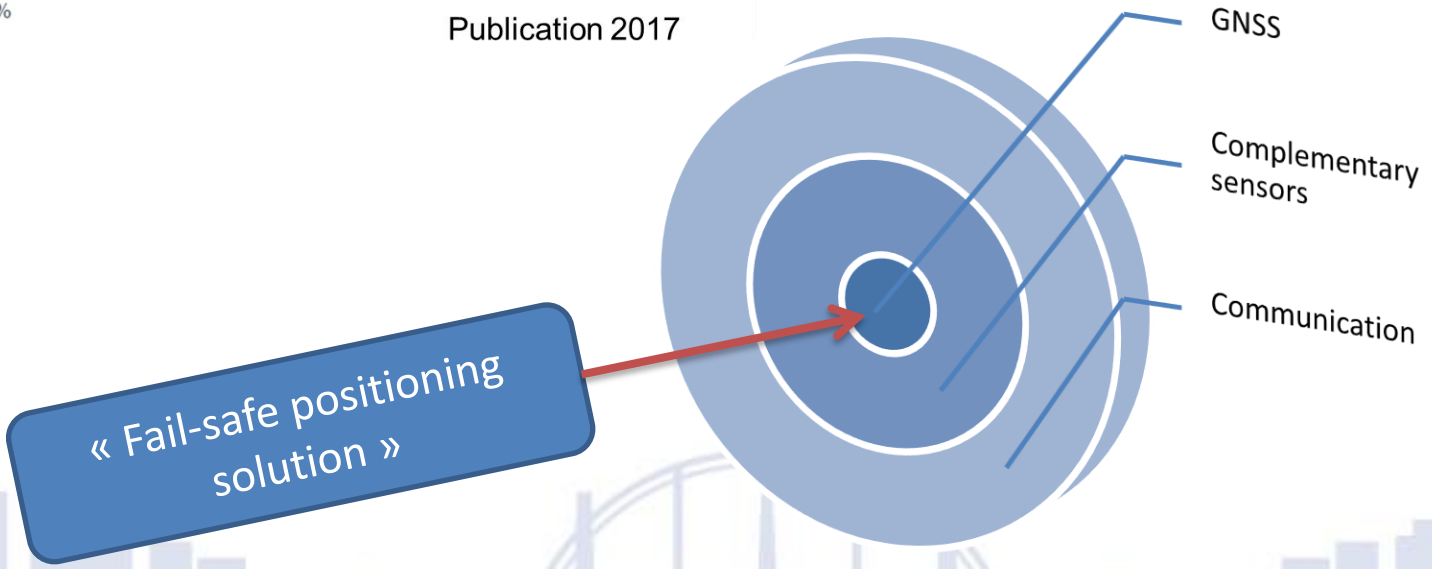 %
Publication 2017
GNSS
Complementary
sensors
Communication
« Fail-safe positioning
solution »